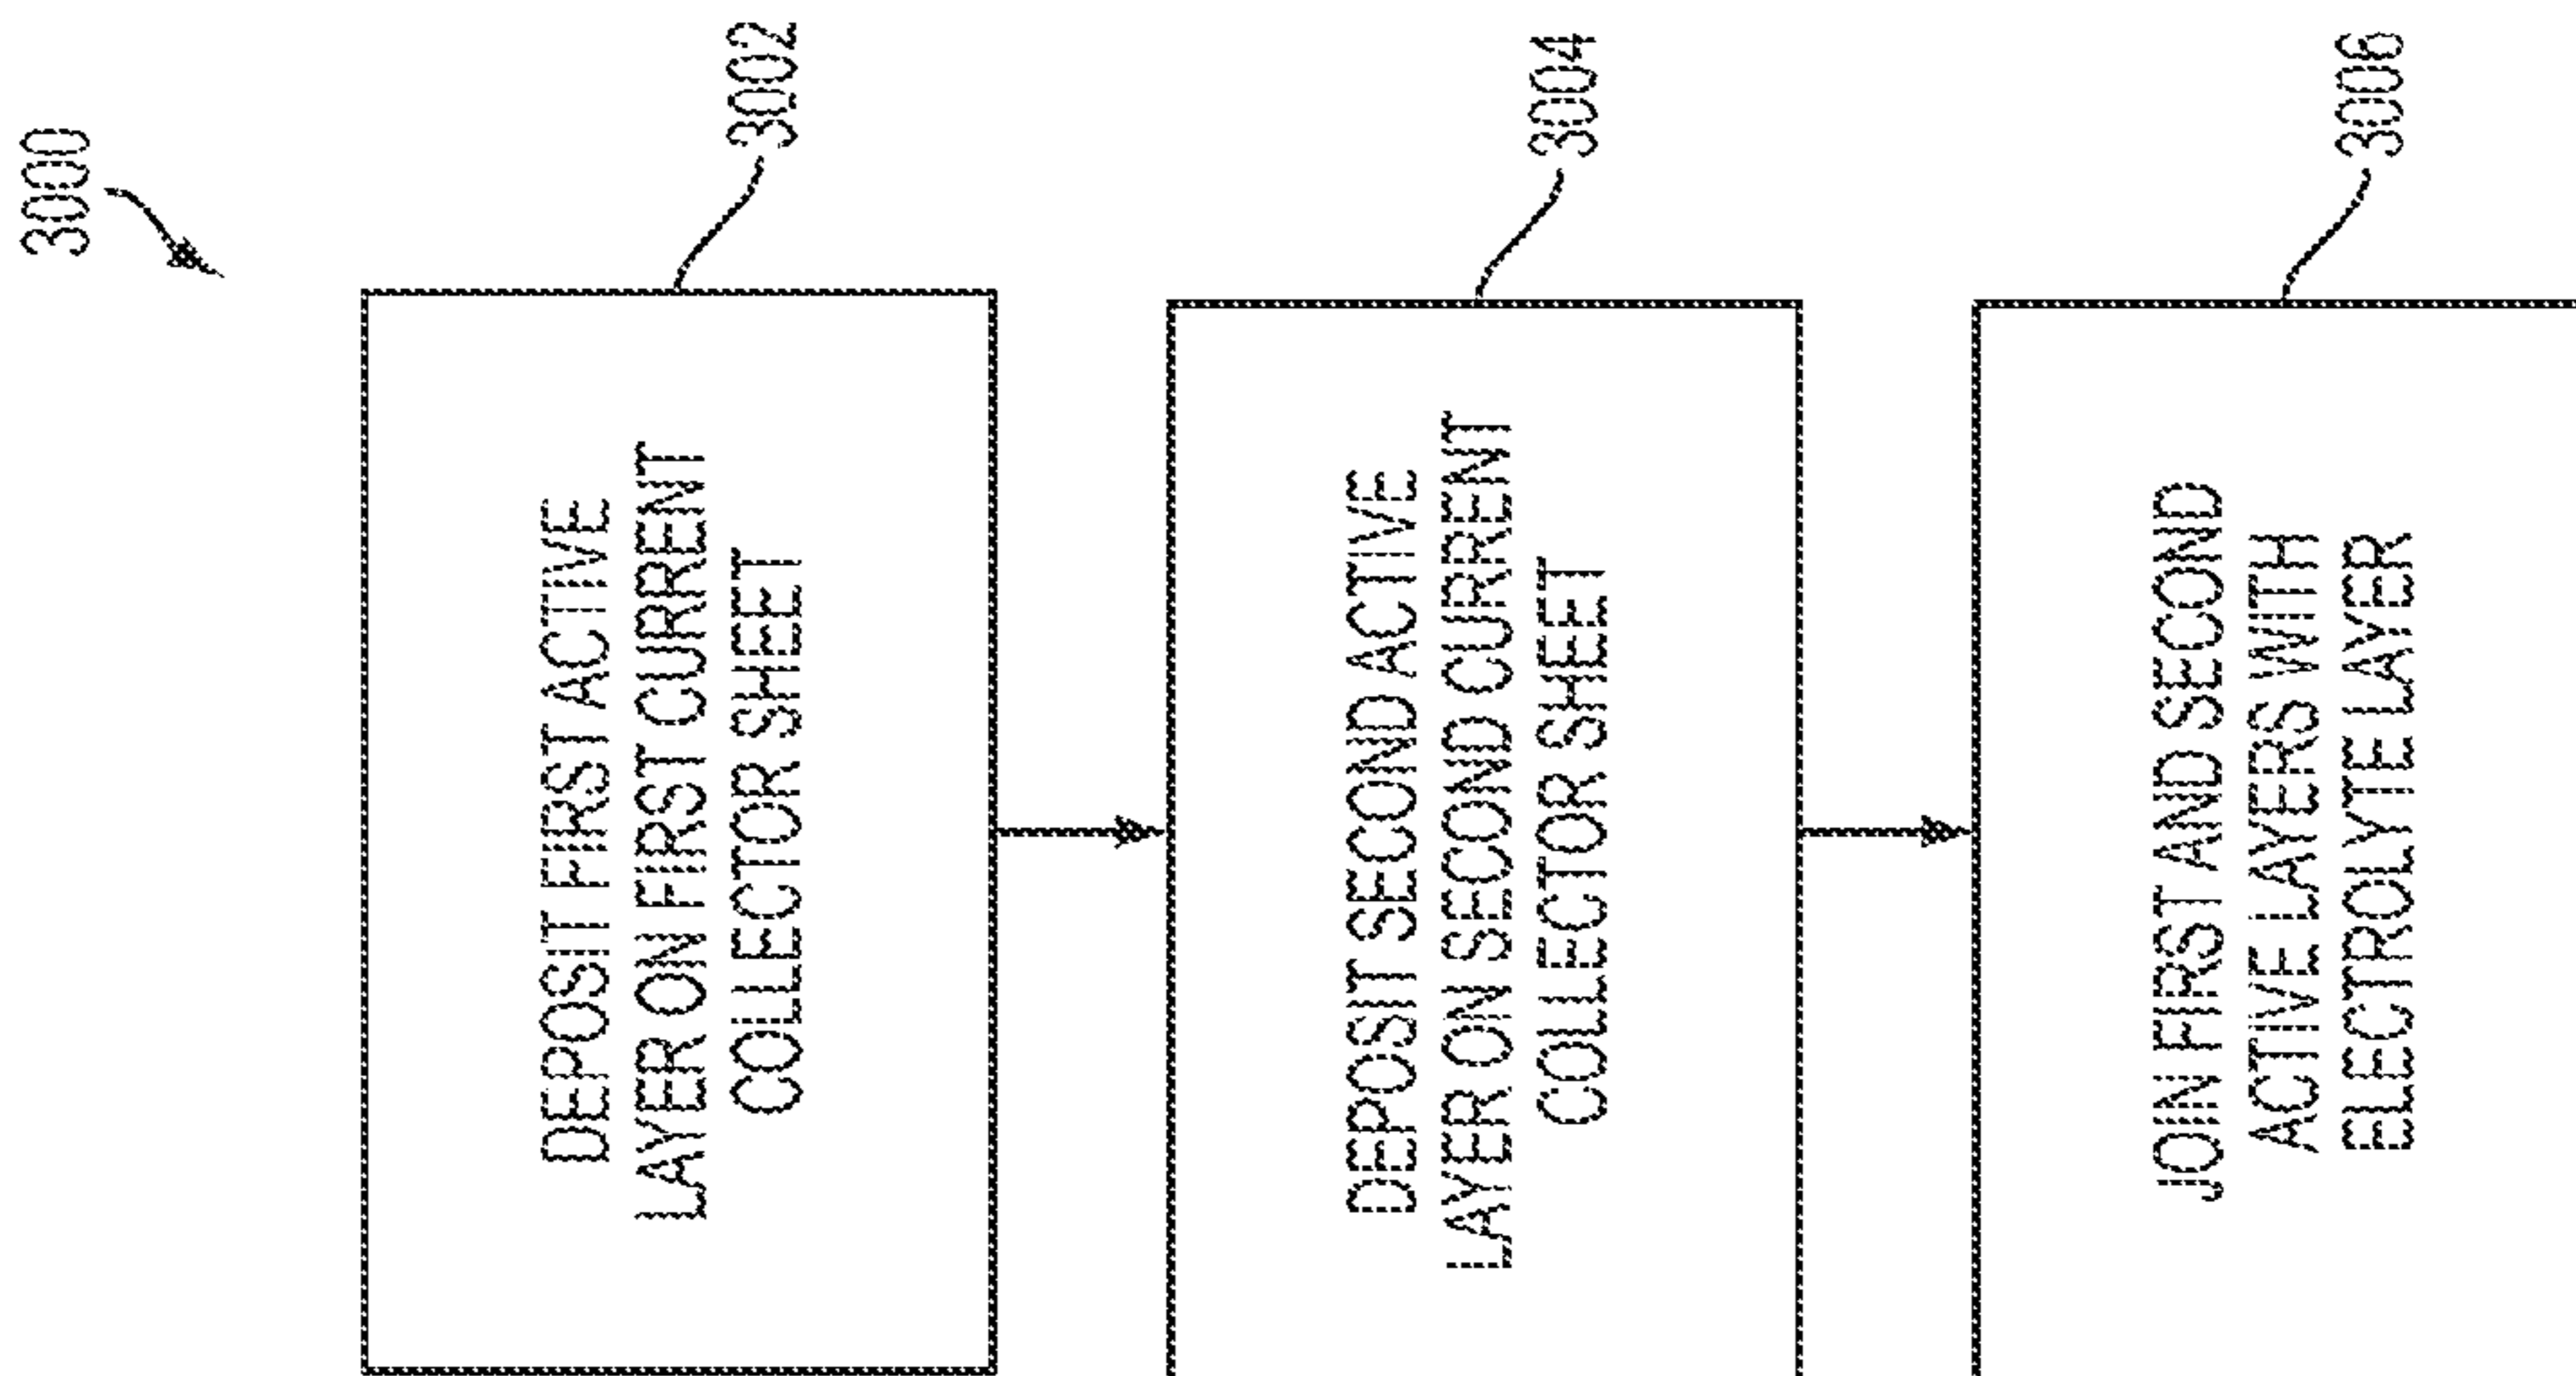 3000
DEPOSIT FIRST ACTIVE
LAYER ON FIRST CURRENT
COLLECTOR SHEET
3002
DEPOSIT SECOND ACTIVE
LAYER ON SECOND CURRENT
COLLECTOR SHEET
3004
JOIN FIRST AND SECOND
ACTIVE LAYERS WITH
ELECTROLYTE LAYER
3006